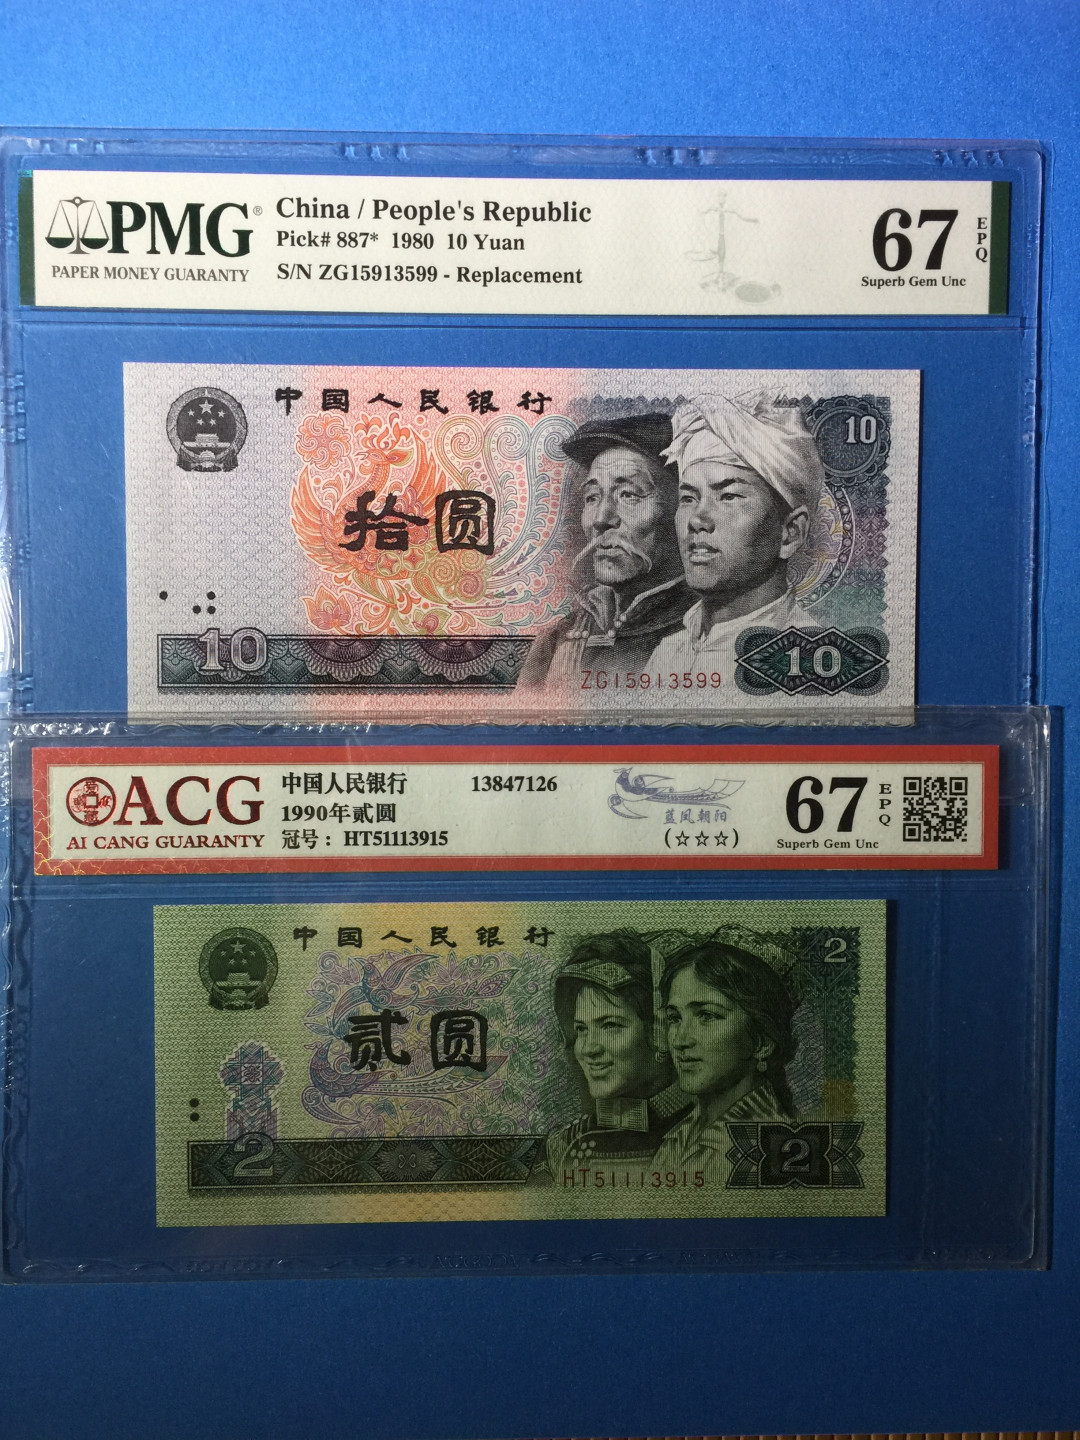 PMG®
PAPER MONEY GUARANTY
China / People's Republic
Pick# 887* 1980 10 Yuan
S/N ZG15913599 - Replacement
67 EPQ
Superb Gem Unc
中国人民银行
10
拾圆
10
ZG15913599
10
爱藏
ACG
AI CANG GUARANTY
中国人民银行 13847126
1990年贰圆
冠号： HT51113915
蓝凤朝阳
(☆☆☆)
67 EPQ
Superb Gem Unc
中国人民银行
2
贰圆
2
HT51113915
2